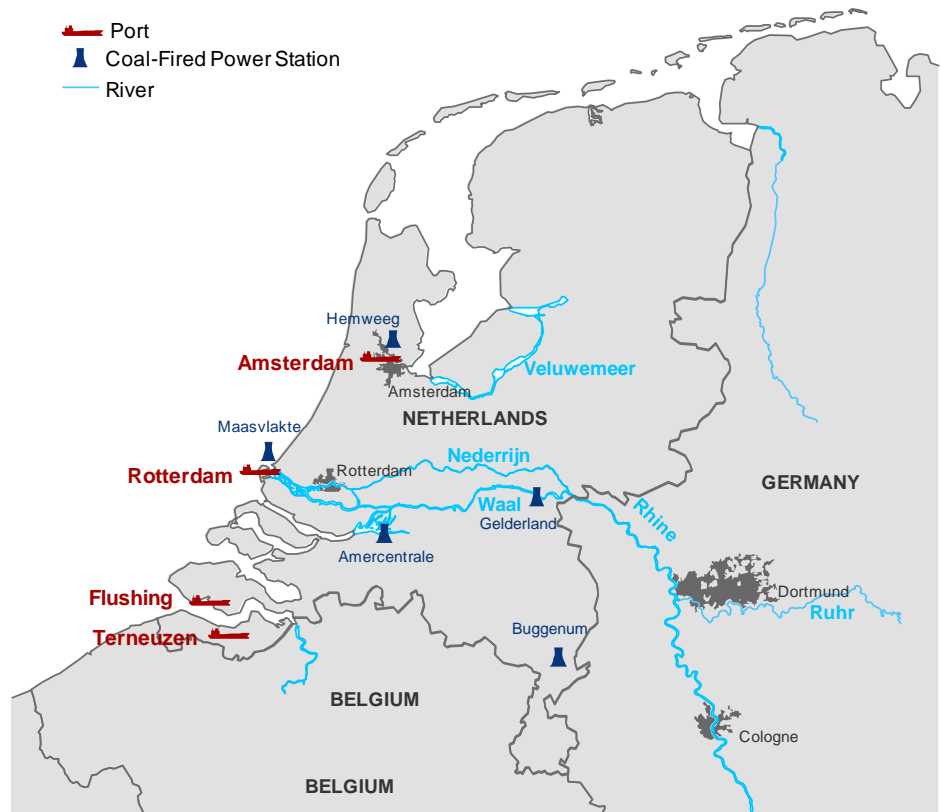 Port
Coal-Fired Power Station
River
Hemweeg
Amsterdam
Amsterdam
Veluwemeer
NETHERLANDS
Maasvlakte
Nederrijn
Rotterdam
Rotterdam
GERMANY
Waal
Rhine
Gelderland
Amercentrale
Flushing
Dortmund
Ruhr
Terneuzen
Buggenum
BELGIUM
Cologne
BELGIUM